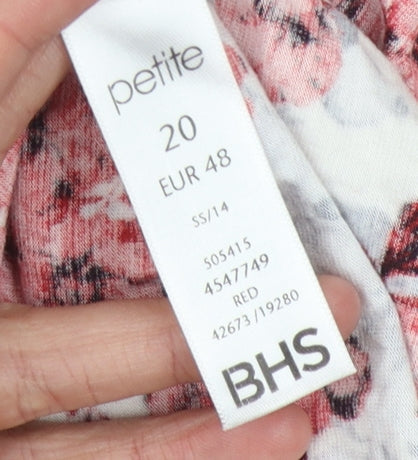 petite
20
EUR 48
SS/14
S05415
4547749
RED
42673/19280
BHS